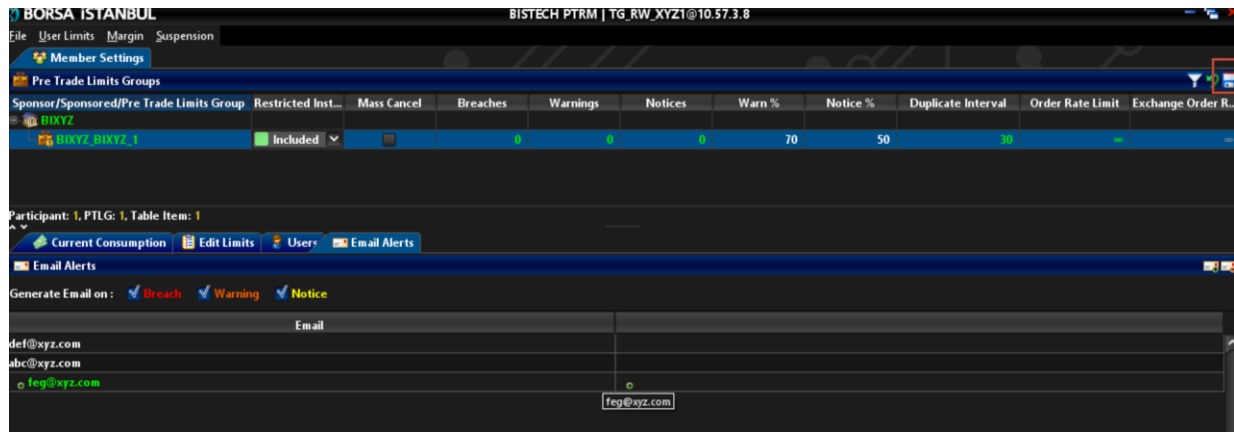 BORSA İSTANBUL BISTECH PTRM | TG_RW_XYZ1@10.57.3.8
File User Limits Margin Suspension
Member Settings
Pre Trade Limits Groups
Sponsor/Sponsored/Pre Trade Limits Group Restricted Inst... Mass Cancel Breaches Warnings Notices Warn % Notice % Duplicate Interval Order Rate Limit Exchange Order R...
BIXYZ
BIXYZ_BIXYZ_1 Included 0 0 0 70 50 30 ∞ ∞
Participant: 1, PTLG: 1, Table Item: 1
Current Consumption Edit Limits Users Email Alerts
Email Alerts
Generate Email on : Breach Warning Notice
Email
def@xyz.com
abc@xyz.com
feg@xyz.com
feg@xyz.com